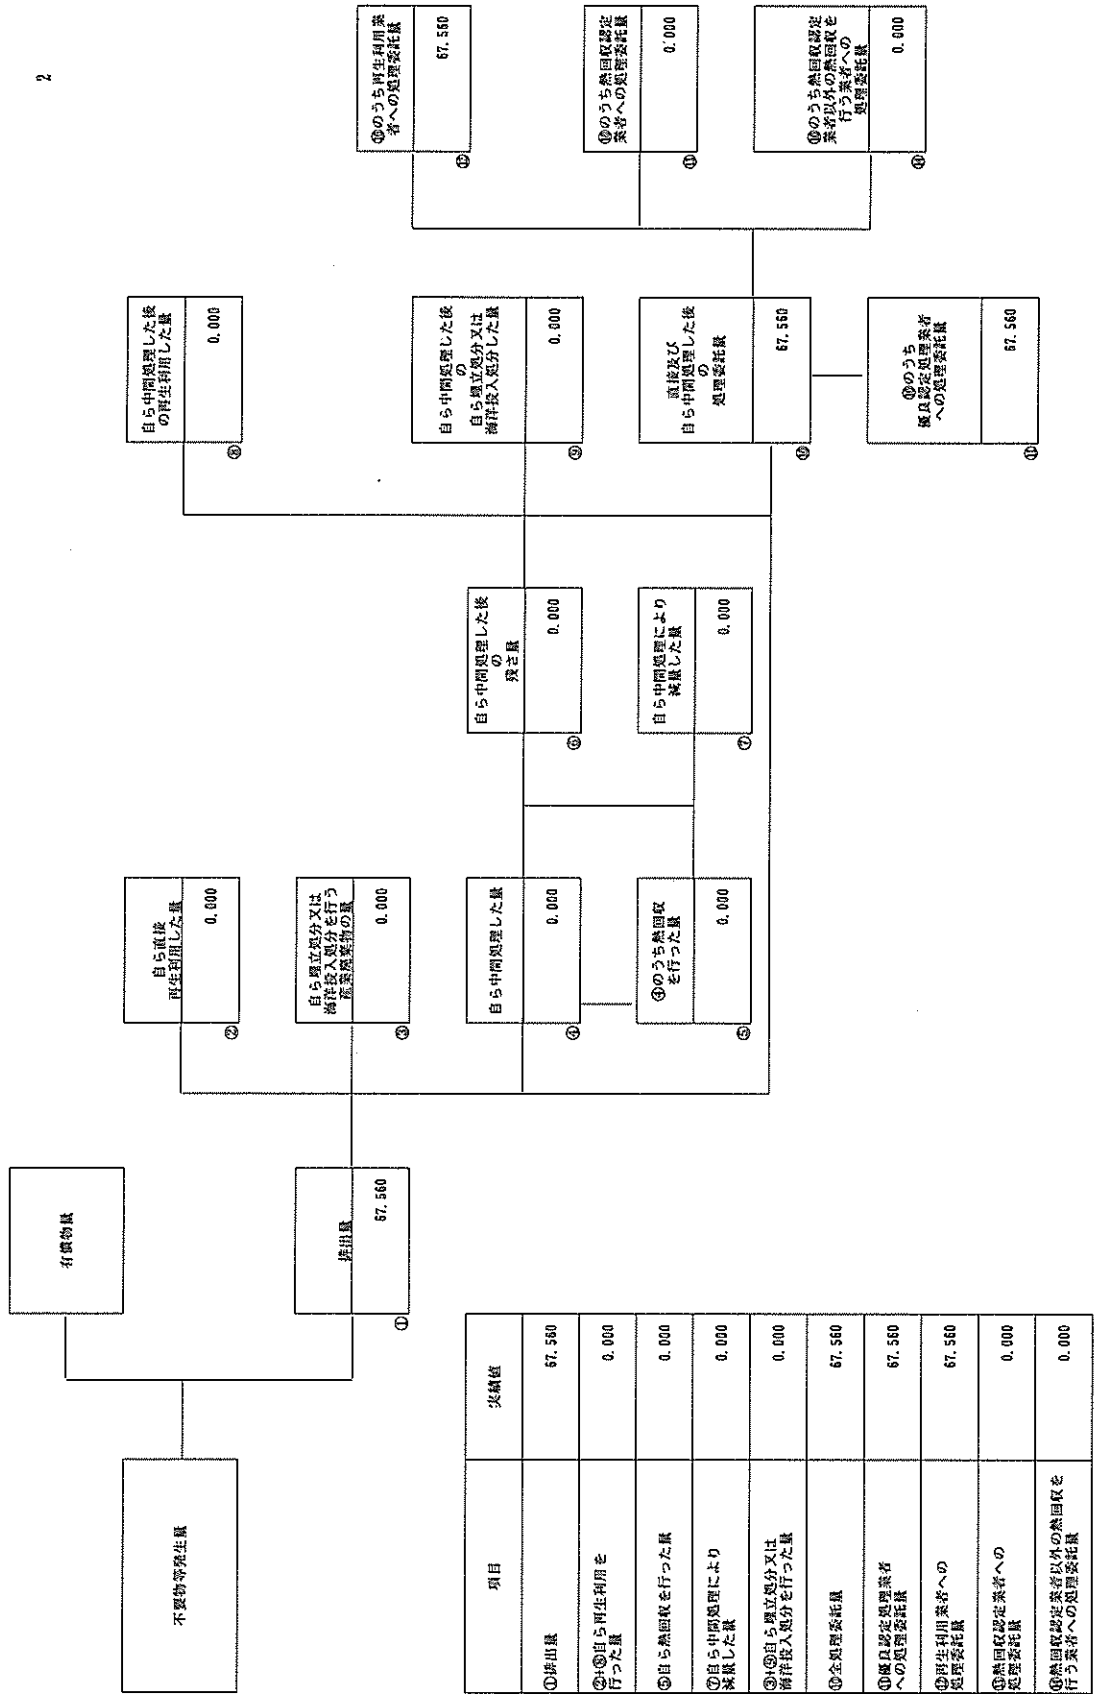 2
不要物等発生量
有償物量
排出量
67.560
①
自ら直接
再生利用した量
0.000
②
自ら埋立処分又は
海洋投入処分を行う
産業廃棄物の量
0.000
③
自ら中間処理した量
0.000
④
④のうち熱回収
を行った量
0.000
⑤
自ら中間処理した後
の
残さ量
0.000
⑥
自ら中間処理により
減量した量
0.000
⑦
自ら中間処理した後
の再生利用した量
0.000
⑧
自ら中間処理した後
の
自ら埋立処分又は
海洋投入処分した量
0.000
⑨
直接及び
自ら中間処理した後
の
処理委託量
67.560
⑩
⑩のうち
優良認定処理業者
への処理委託量
67.560
⑪
⑩のうち再生利用業
者への処理委託量
67.560
⑫
⑩のうち熱回収認定
業者への処理委託量
0.000
⑬
⑩のうち熱回収認定
業者以外の熱回収を
行う業者への
処理委託量
0.000
⑭
項目
実績値
①排出量
67.560
②+⑧自ら再生利用を
行った量
0.000
⑤自ら熱回収を行った量
0.000
⑦自ら中間処理により
減量した量
0.000
③+⑨自ら埋立処分又は
海洋投入処分を行った量
0.000
⑩全処理委託量
67.560
⑪優良認定処理業者
への処理委託量
67.560
⑫再生利用業者への
処理委託量
67.560
⑬熱回収認定業者への
処理委託量
0.000
⑭熱回収認定業者以外の熱回収を
行う業者への処理委託量
0.000